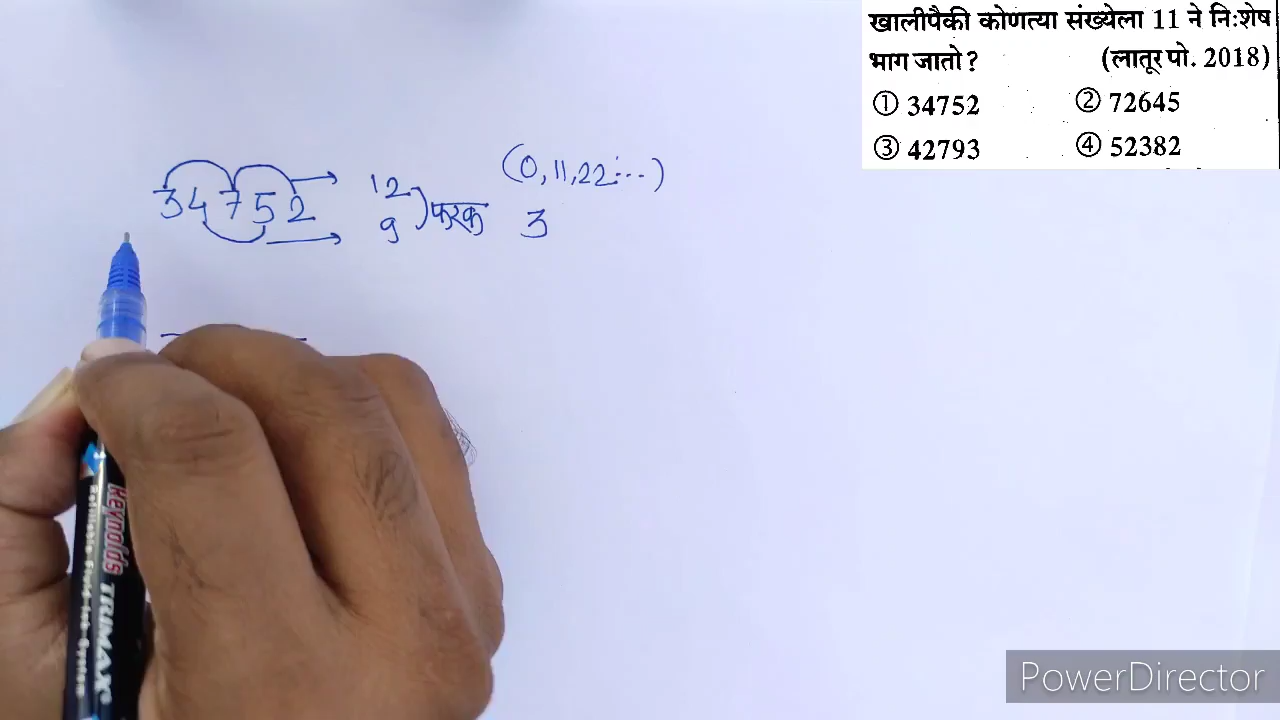 खालीपैकी कोणत्या संख्येला 11 ने नि:शेष
भाग जातो? (लातूर पो. 2018)
① 34752 ② 72645
③ 42793 ④ 52382
(0, 11, 22 ....)
34752 12
9 फरक 3
Reynolds TRIMAX
PowerDirector